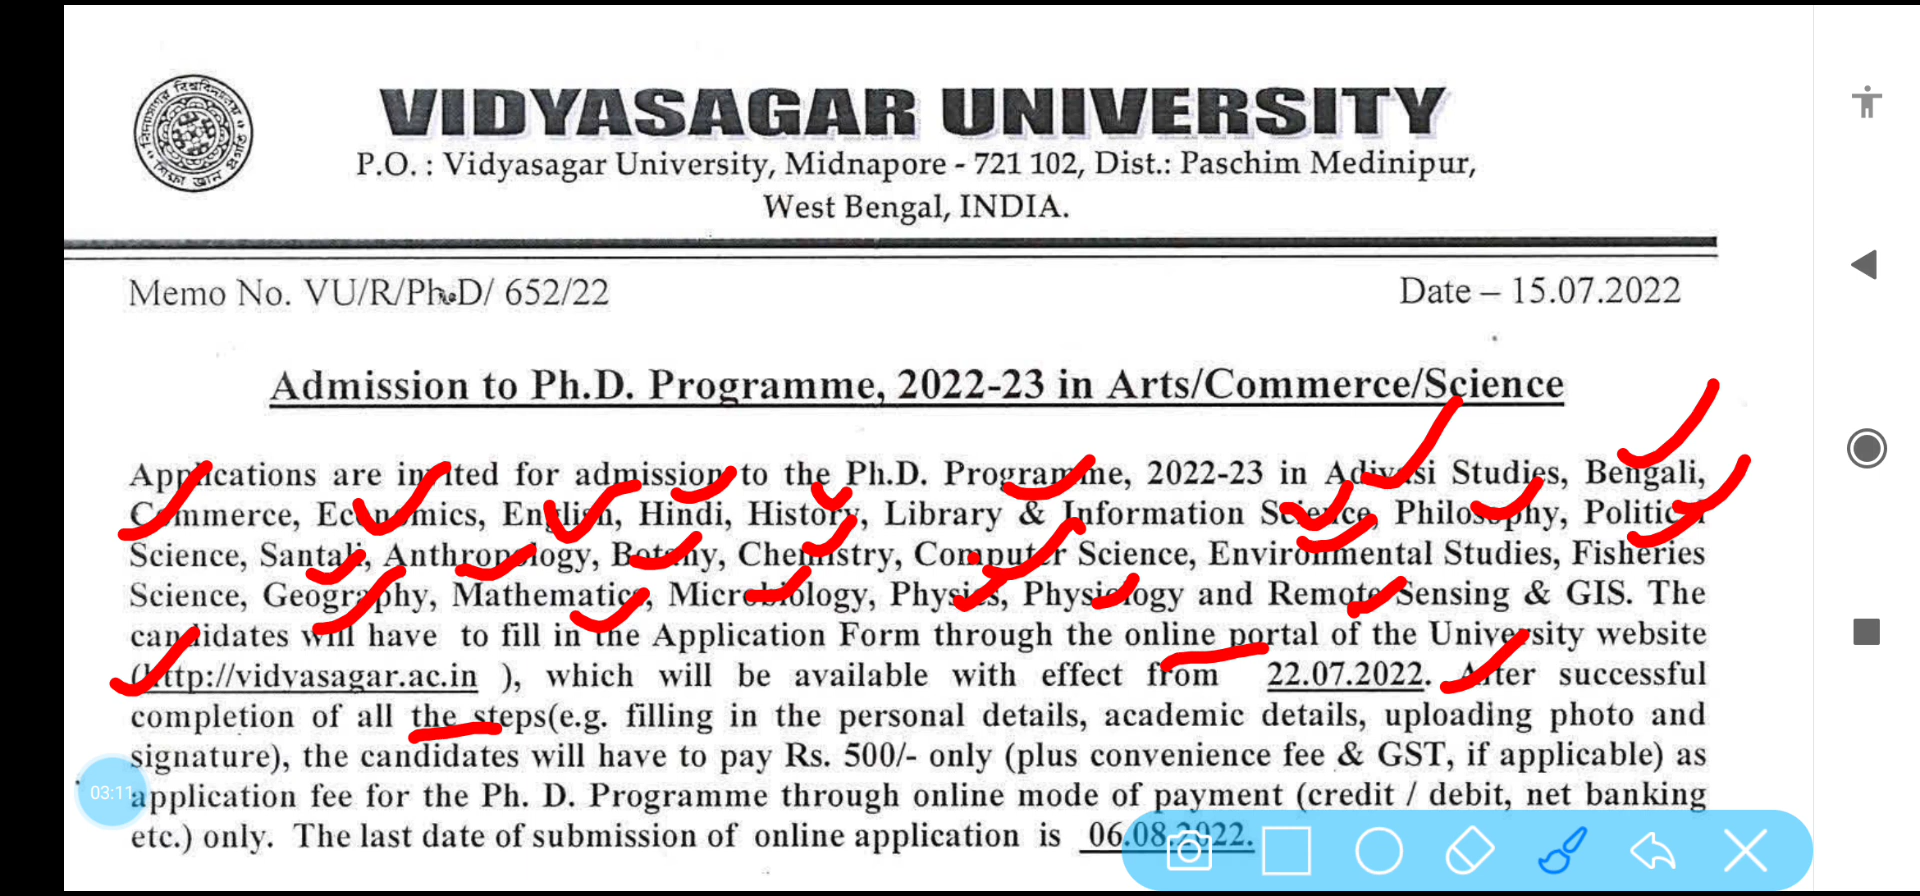 VIDYASAGAR UNIVERSITY
P.O. : Vidyasagar University, Midnapore - 721 102, Dist.: Paschim Medinipur,
West Bengal, INDIA.
Memo No. VU/R/Ph.D/ 652/22
Date – 15.07.2022
Admission to Ph.D. Programme, 2022-23 in Arts/Commerce/Science
Applications are invited for admission to the Ph.D. Programme, 2022-23 in Adivasi Studies, Bengali,
Commerce, Economics, English, Hindi, History, Library & Information Science, Philosophy, Political
Science, Santali, Anthropology, Botany, Chemistry, Computer Science, Environmental Studies, Fisheries
Science, Geography, Mathematics, Microbiology, Physics, Physiology and Remote Sensing & GIS. The
candidates will have to fill in the Application Form through the online portal of the University website
(http://vidyasagar.ac.in ), which will be available with effect from 22.07.2022. After successful
completion of all the steps(e.g. filling in the personal details, academic details, uploading photo and
signature), the candidates will have to pay Rs. 500/- only (plus convenience fee & GST, if applicable) as
application fee for the Ph. D. Programme through online mode of payment (credit / debit, net banking
etc.) only. The last date of submission of online application is 06.08.2022.
03:11